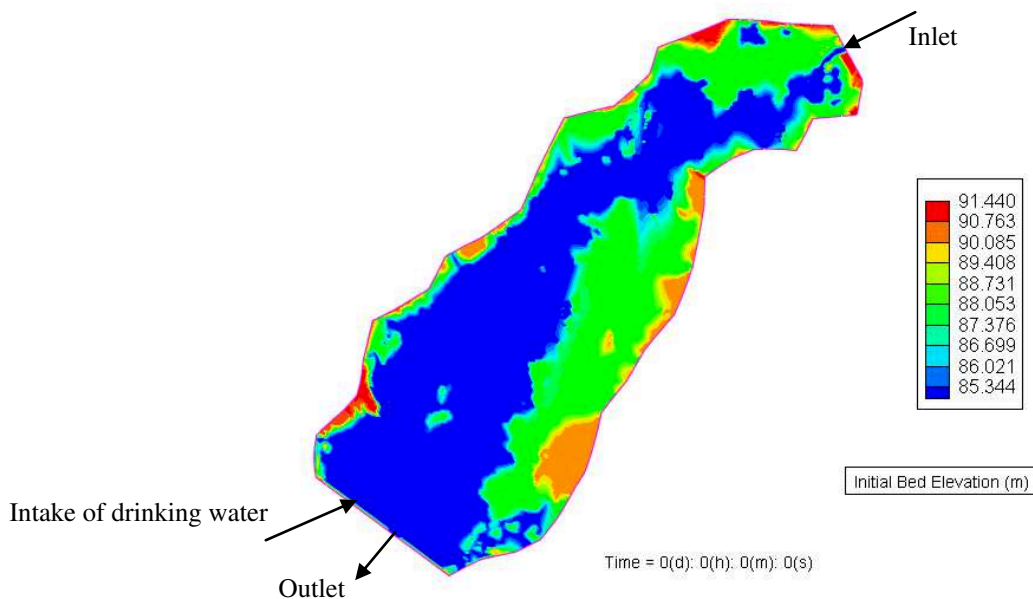 Inlet
91.440
90.763
90.085
89.408
88.731
88.053
87.376
86.699
86.021
85.344
Initial Bed Elevation (m)
Intake of drinking water
Outlet
Time = 0(d): 0(h): 0(m): 0(s)